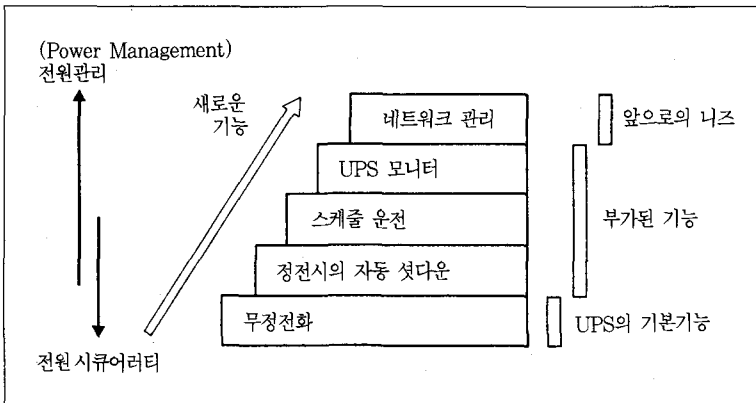 (Power Management)
전원관리
새로운
기능
네트워크 관리
앞으로의 니즈
UPS 모니터
스케줄 운전
부가된 기능
정전시의 자동 셧다운
무정전화
UPS의 기본기능
전원 시큐어러티